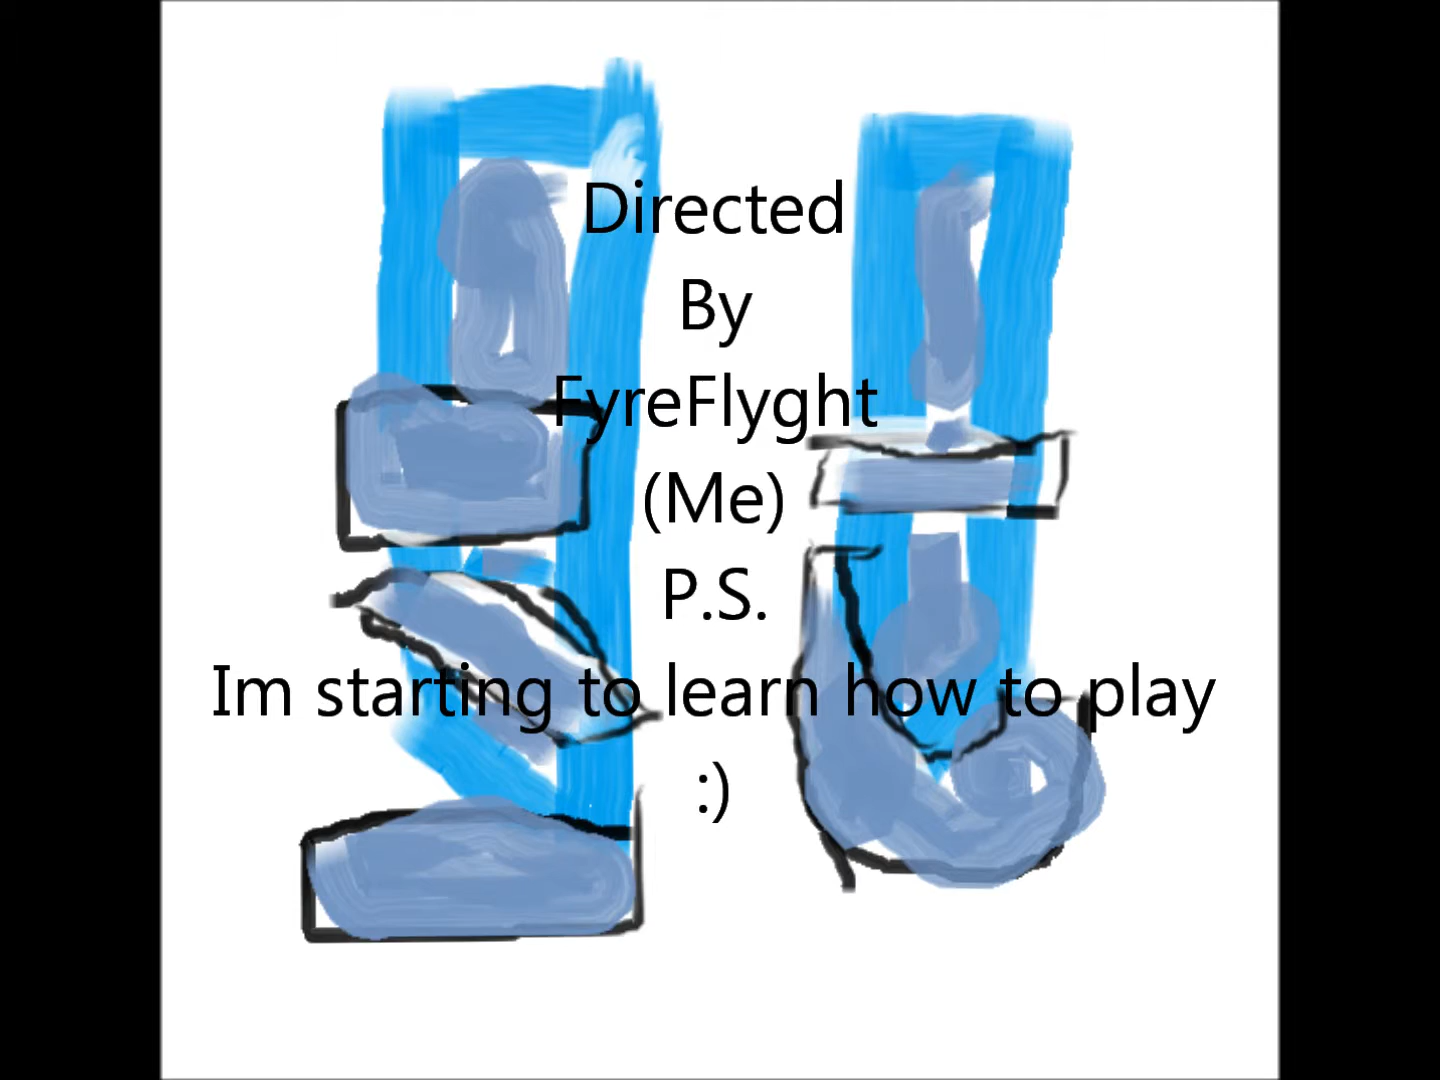 Directed
By
FyreFlyght
(Me)
P.S.
Im starting to learn how to play
:)